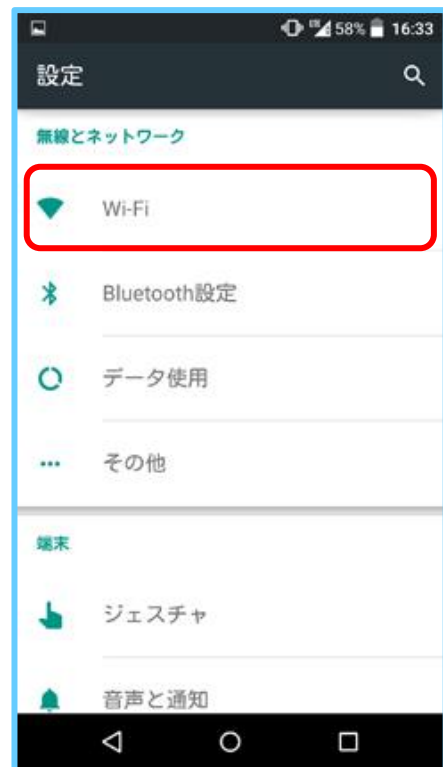 58% 16:33
設定
無線とネットワーク
Wi-Fi
Bluetooth設定
データ使用
その他
端末
ジェスチャ
音声と通知